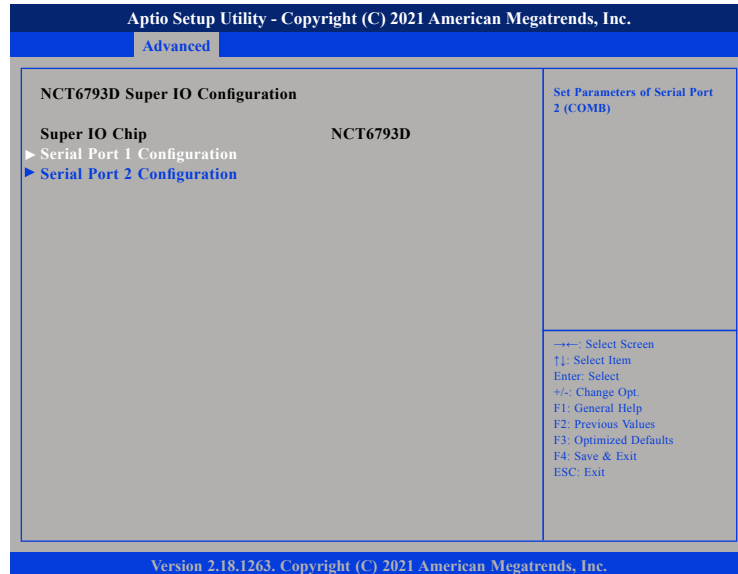 Aptio Setup Utility - Copyright (C) 2021 American Megatrends, Inc.
Advanced
NCT6793D Super IO Configuration
Super IO Chip NCT6793D
► Serial Port 1 Configuration
► Serial Port 2 Configuration
Set Parameters of Serial Port
2 (COMB)
→←: Select Screen
↑↓: Select Item
Enter: Select
+/-: Change Opt.
F1: General Help
F2: Previous Values
F3: Optimized Defaults
F4: Save & Exit
ESC: Exit
Version 2.18.1263. Copyright (C) 2021 American Megatrends, Inc.